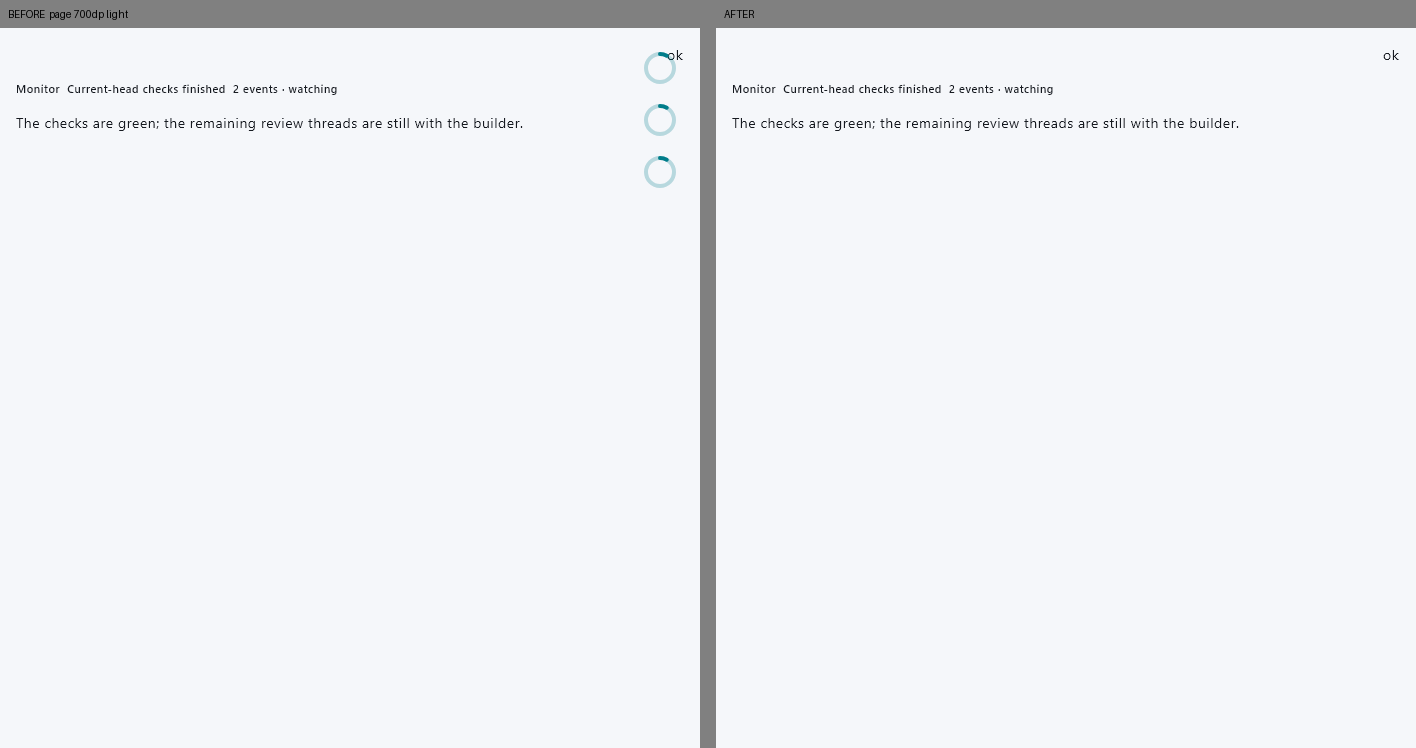 BEFORE page 700dp light
AFTER
ok
Monitor Current-head checks finished 2 events · watching
The checks are green; the remaining review threads are still with the builder.
ok
Monitor Current-head checks finished 2 events · watching
The checks are green; the remaining review threads are still with the builder.